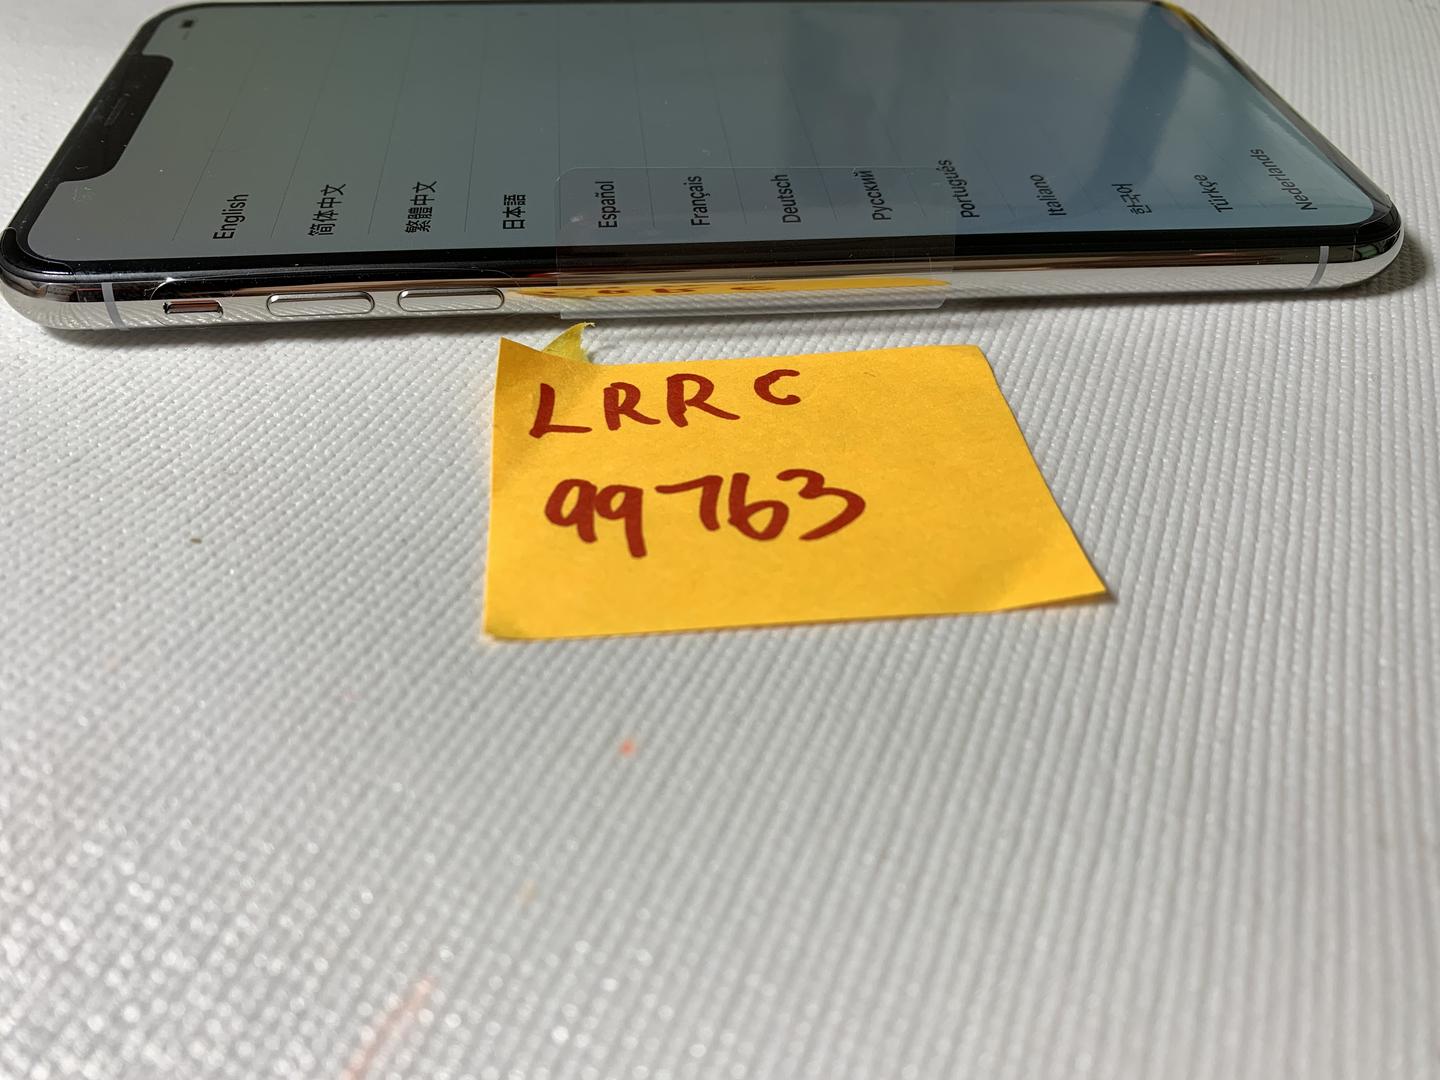 English
简体中文
繁體中文
日本語
Español
Français
Deutsch
Русский
Português
Italiano
한국어
Türkçe
Nederlands
LRRC
99763